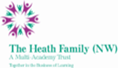 The Heath Family (NW)
A Multi-Academy Trust
Together in the Business of Learning